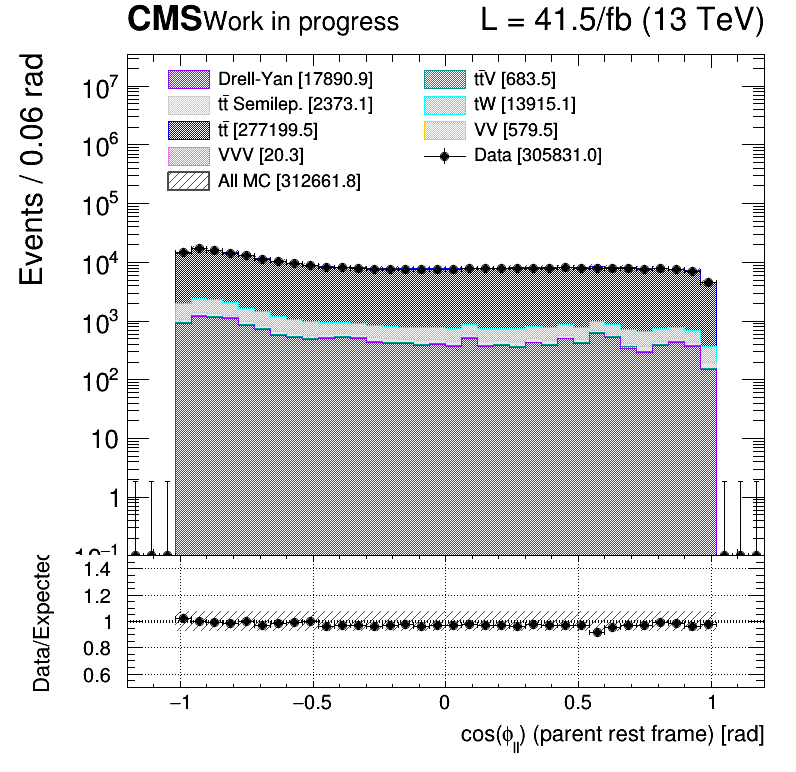 CMS Work in progress L = 41.5/fb (13 TeV)
Events / 0.06 rad
Drell-Yan [17890.9]
tt̄ Semilep. [2373.1]
tt̄ [277199.5]
VVV [20.3]
All MC [312661.8]
tt̄V [683.5]
tW [13915.1]
VV [579.5]
Data [305831.0]
10⁷
10⁶
10⁵
10⁴
10³
10²
10
1
10⁻¹
Data/Expected
1.4
1.2
1
0.8
0.6
−1 −0.5 0 0.5 1
cos(ϕ_ll) (parent rest frame) [rad]